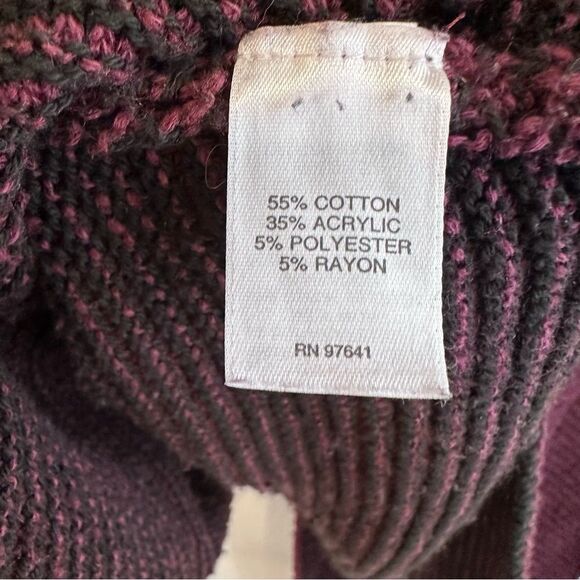 55% COTTON
35% ACRYLIC
5% POLYESTER
5% RAYON
RN 97641